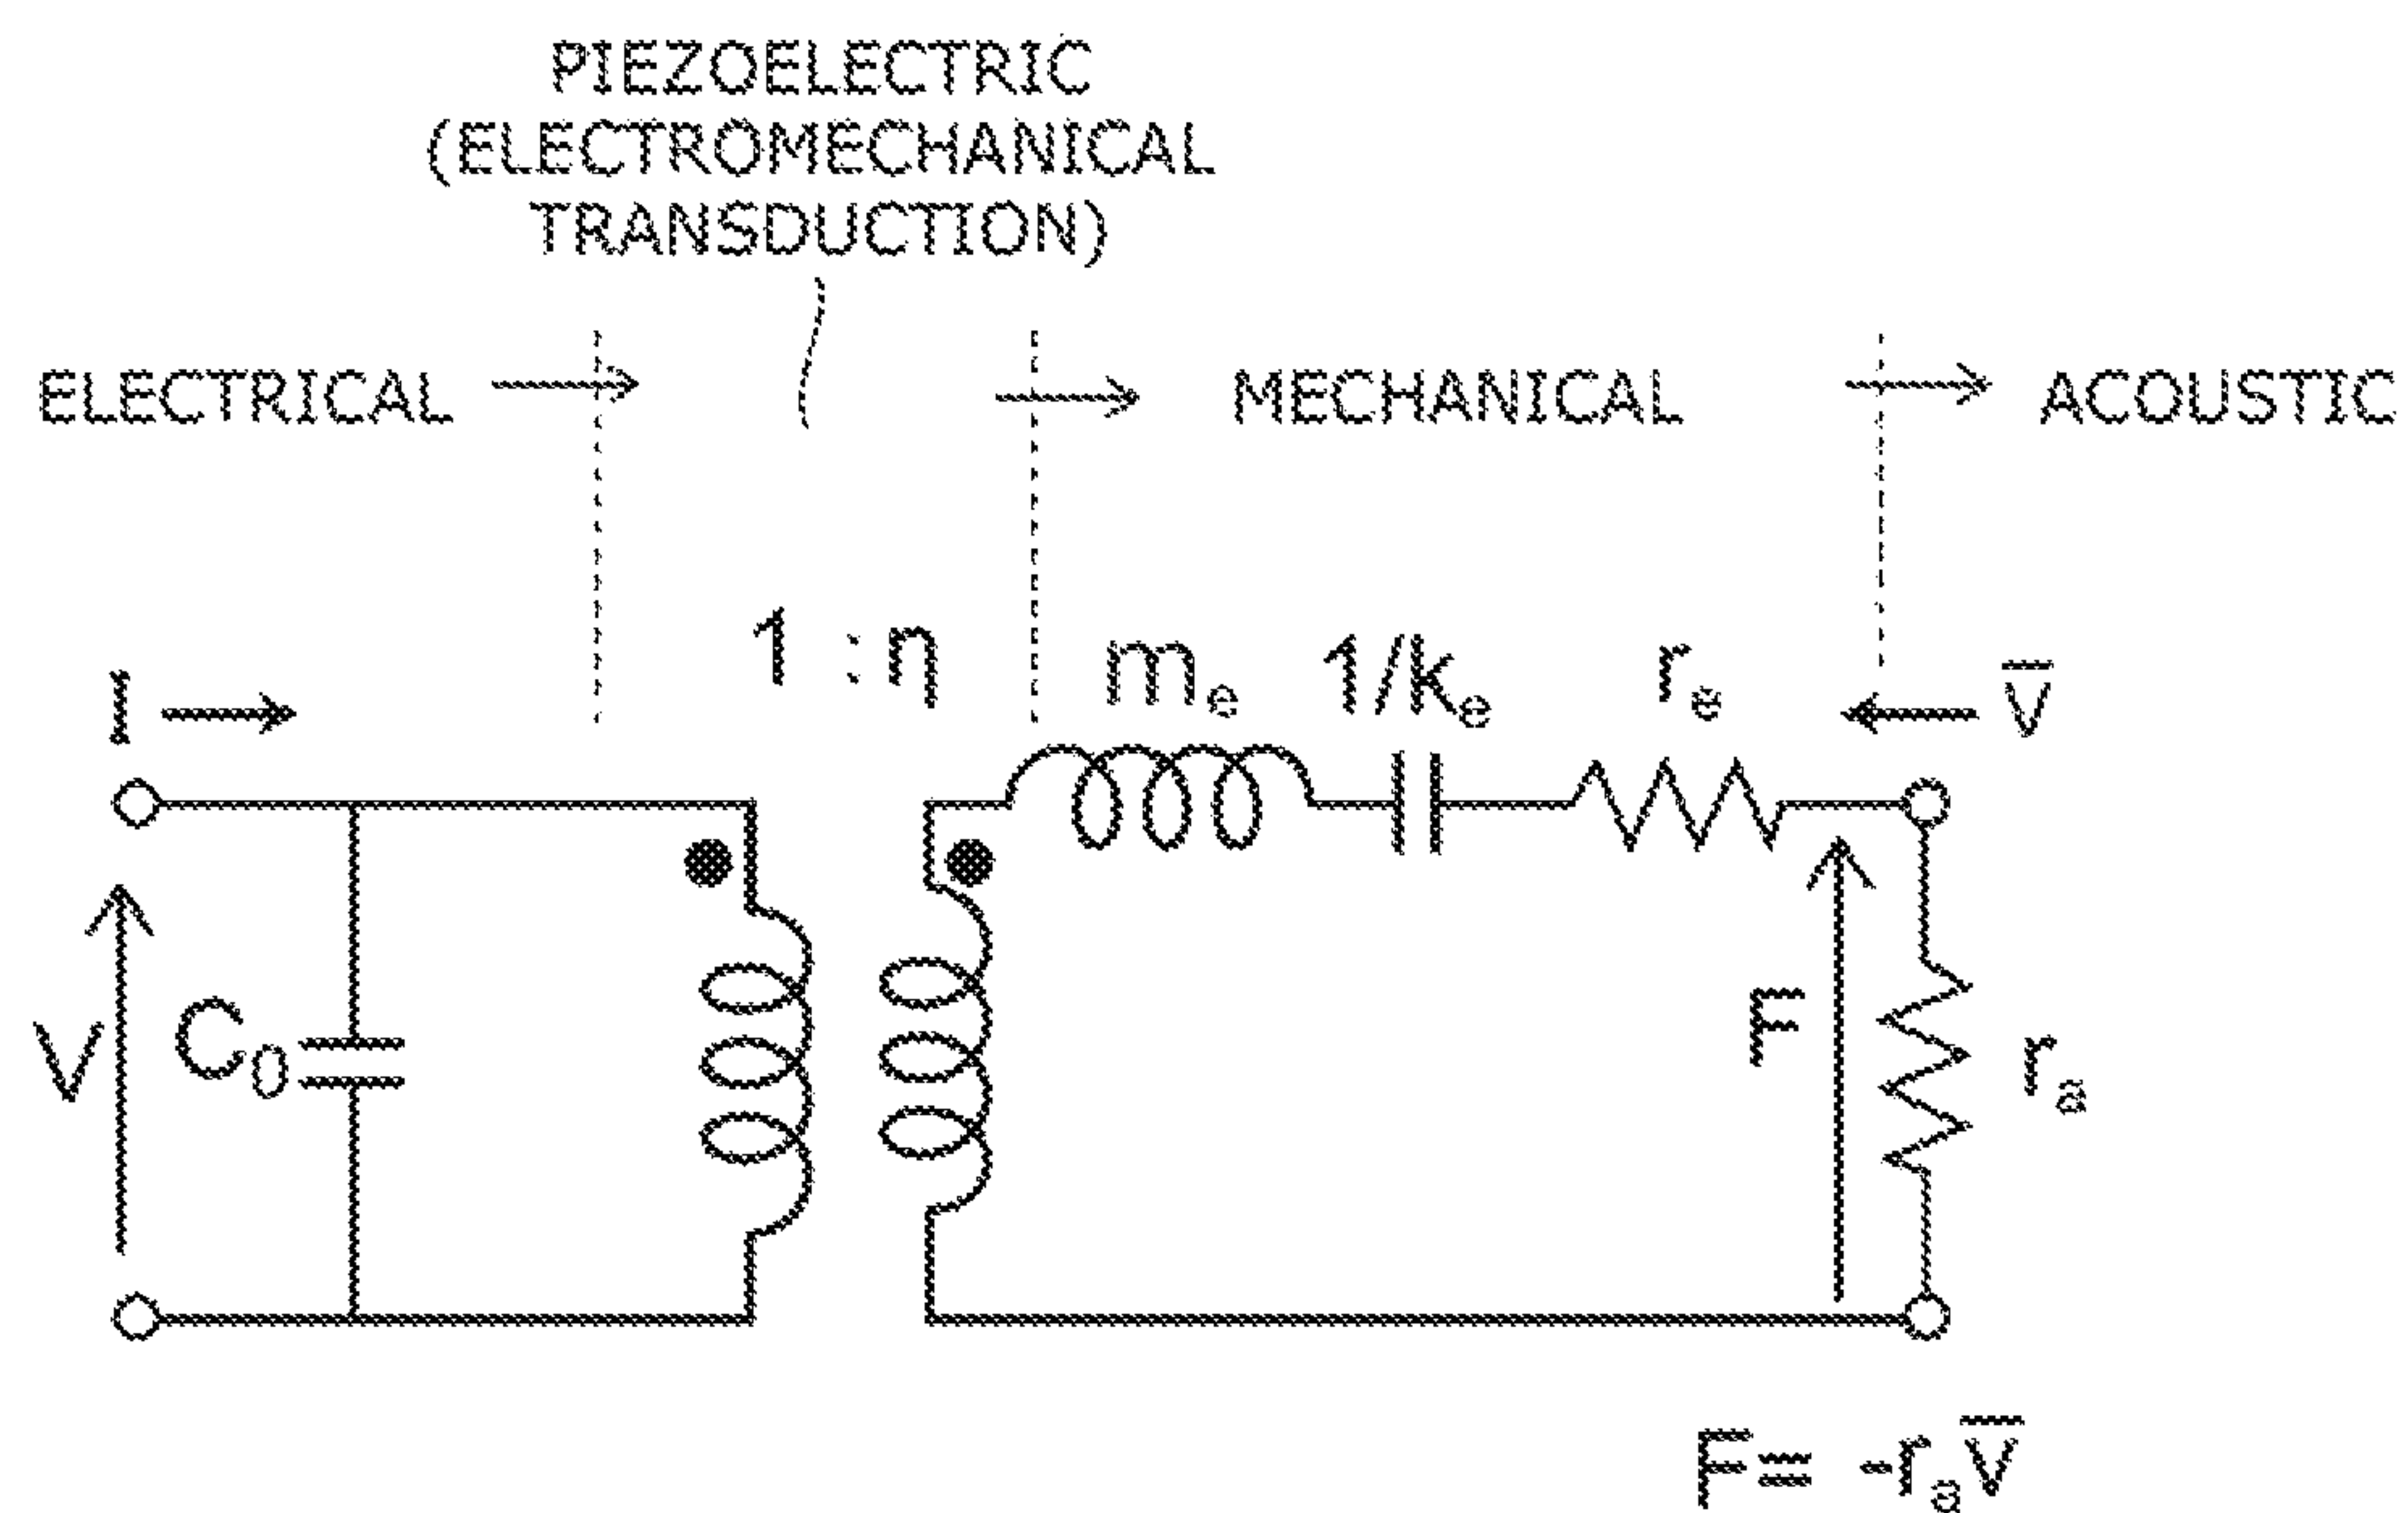 PIEZOELECTRIC
(ELECTROMECHANICAL
TRANSDUCTION)
ELECTRICAL MECHANICAL ACOUSTIC
1 : η mₑ 1/kₑ rₑ
I v̅
V C₀ F rₐ
F= -rₐv̅